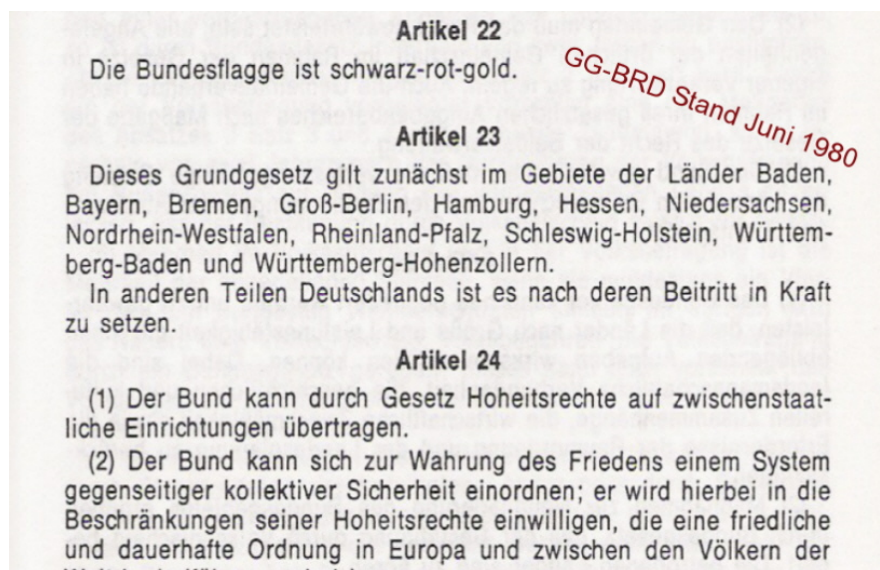 Artikel 22
Die Bundesflagge ist schwarz-rot-gold.
GG-BRD Stand Juni 1980
Artikel 23
Dieses Grundgesetz gilt zunächst im Gebiete der Länder Baden,
Bayern, Bremen, Groß-Berlin, Hamburg, Hessen, Niedersachsen,
Nordrhein-Westfalen, Rheinland-Pfalz, Schleswig-Holstein, Württem-
berg-Baden und Württemberg-Hohenzollern.
In anderen Teilen Deutschlands ist es nach deren Beitritt in Kraft
zu setzen.
Artikel 24
(1) Der Bund kann durch Gesetz Hoheitsrechte auf zwischenstaat-
liche Einrichtungen übertragen.
(2) Der Bund kann sich zur Wahrung des Friedens einem System
gegenseitiger kollektiver Sicherheit einordnen; er wird hierbei in die
Beschränkungen seiner Hoheitsrechte einwilligen, die eine friedliche
und dauerhafte Ordnung in Europa und zwischen den Völkern der